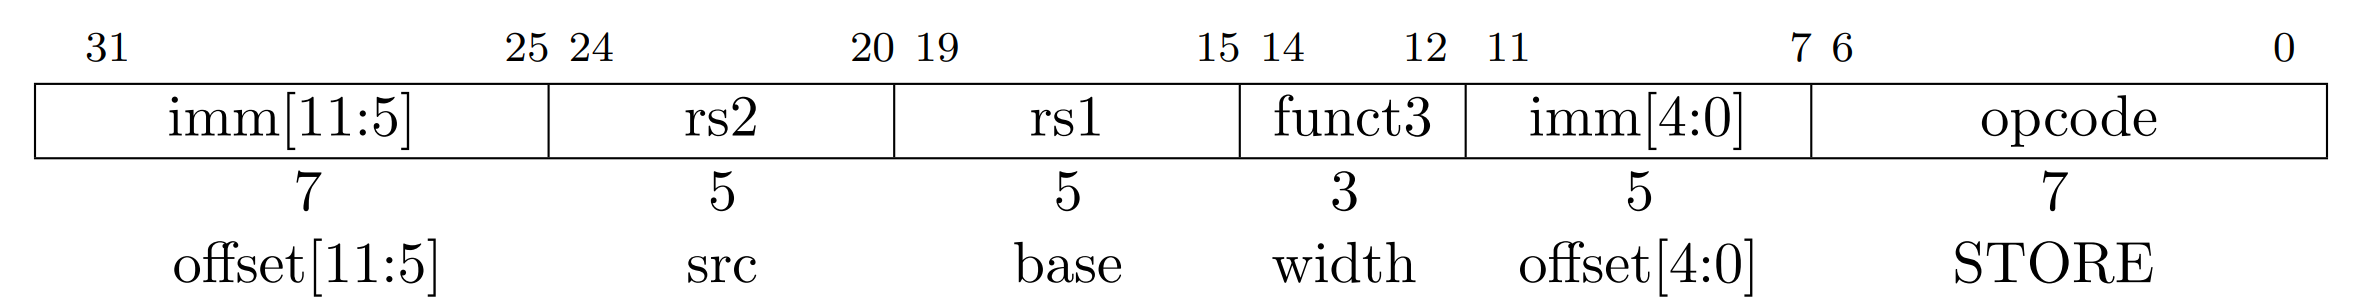 31 25 24 20 19 15 14 12 11 7 6 0
imm[11:5] rs2 rs1 funct3 imm[4:0] opcode
7 5 5 3 5 7
offset[11:5] src base width offset[4:0] STORE